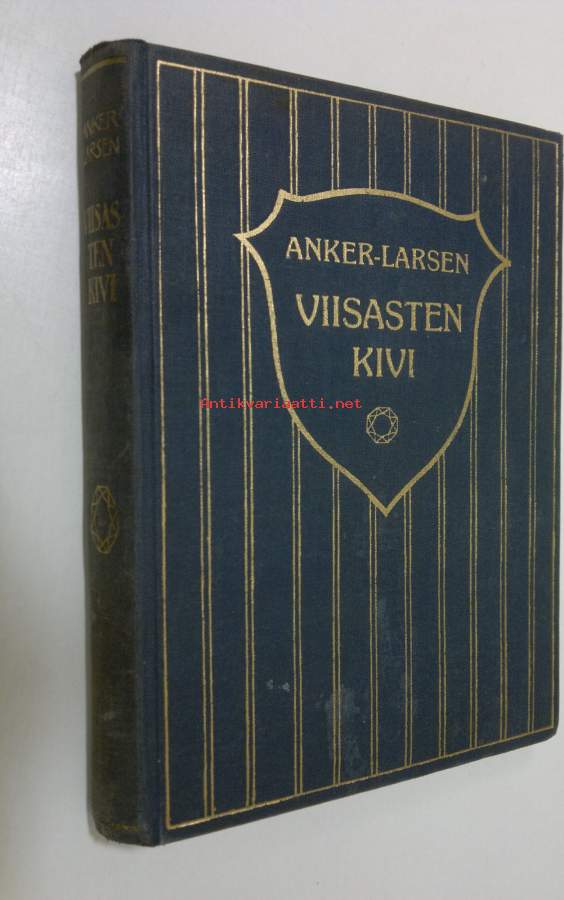 ANKER
LARSEN
VIISAS
TEN
KIVI
ANKER-LARSEN
VIISASTEN
KIVI
Antikvariaatti.net